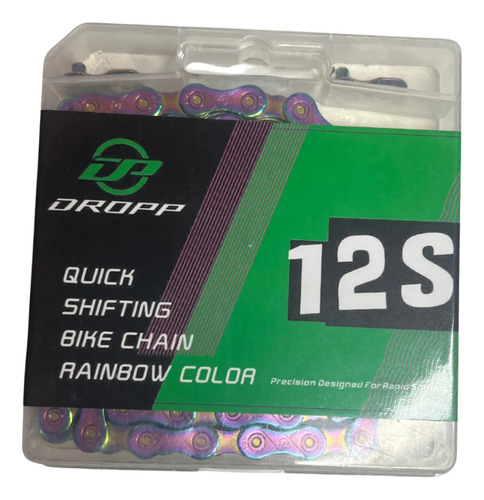 DROPP
QUICK
SHIFTING
BIKE CHAIN
RAINBOW COLOR
12S
Precision Designed For Rapid